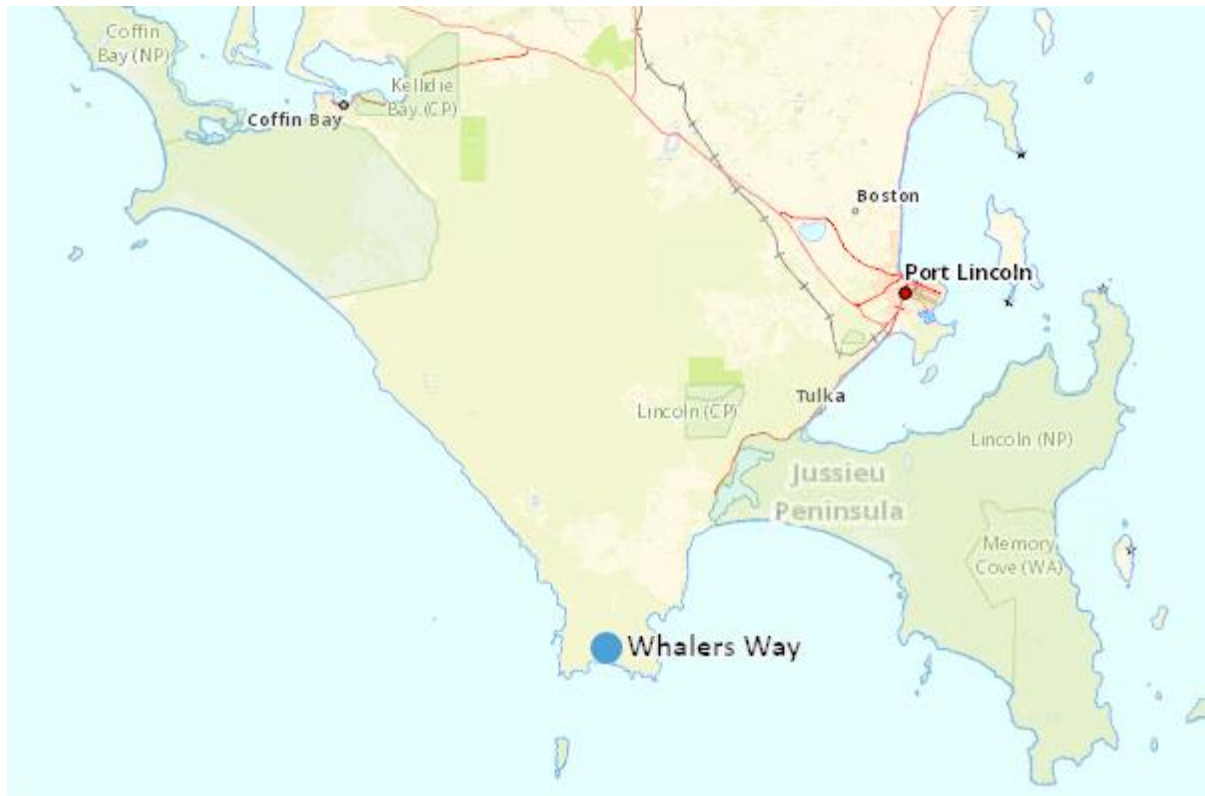 Coffin
Bay (NP)
Kellidie
Bay (CP)
Coffin Bay
Boston
Port Lincoln
Tulka
Lincoln (CP)
Lincoln (NP)
Jussieu
Peninsula
Memory
Cove (WA)
Whalers Way